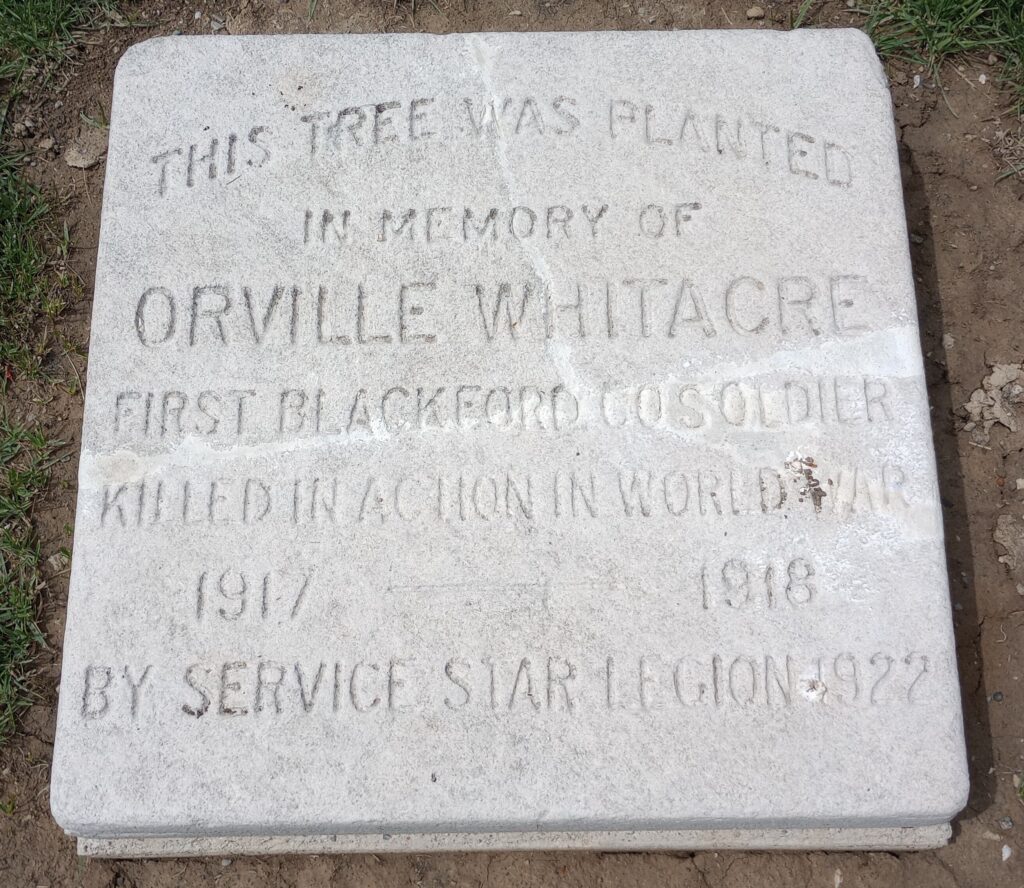 THIS TREE WAS PLANTED
IN MEMORY OF
ORVILLE WHITACRE
FIRST BLACKFORD CO SOLDIER
KILLED IN ACTION IN WORLD WAR
1917 — 1918
BY SERVICE STAR LEGION 1922